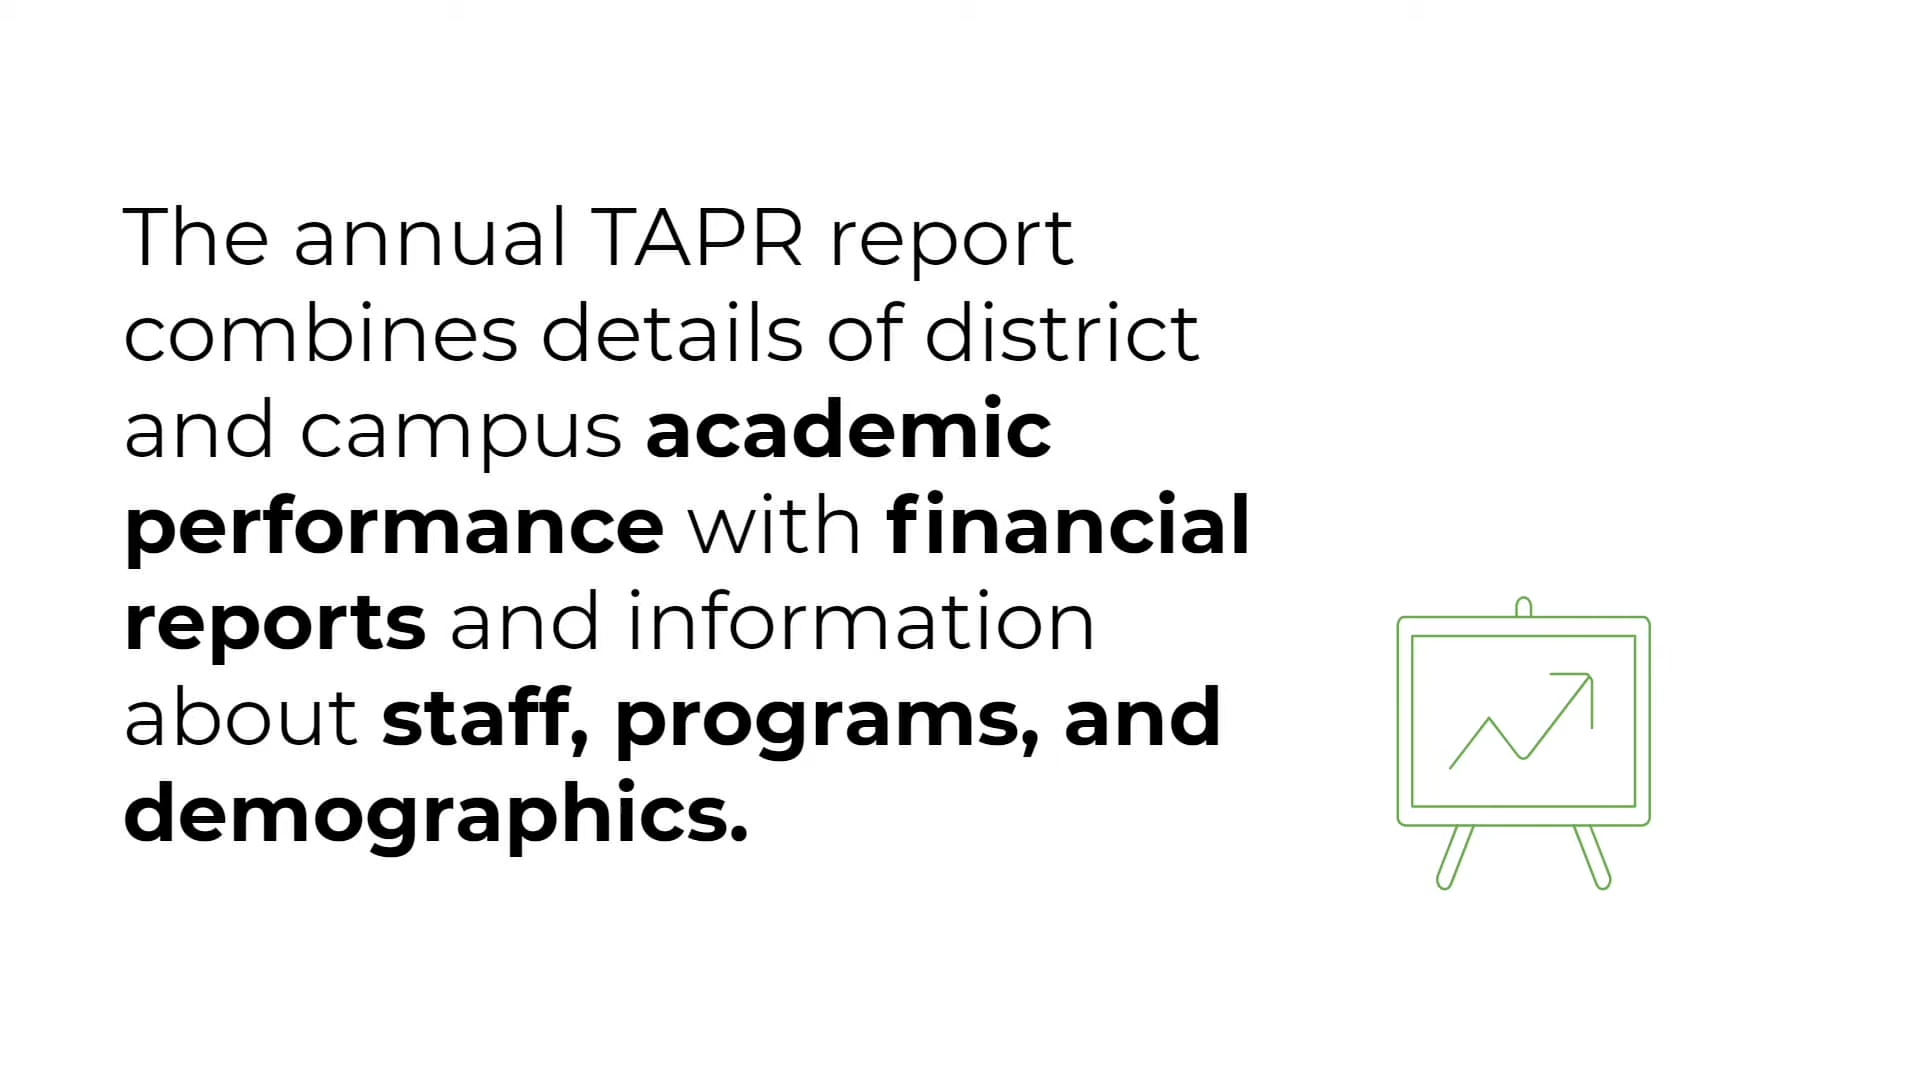 The annual TAPR report
combines details of district
and campus academic
performance with financial
reports and information
about staff, programs, and
demographics.